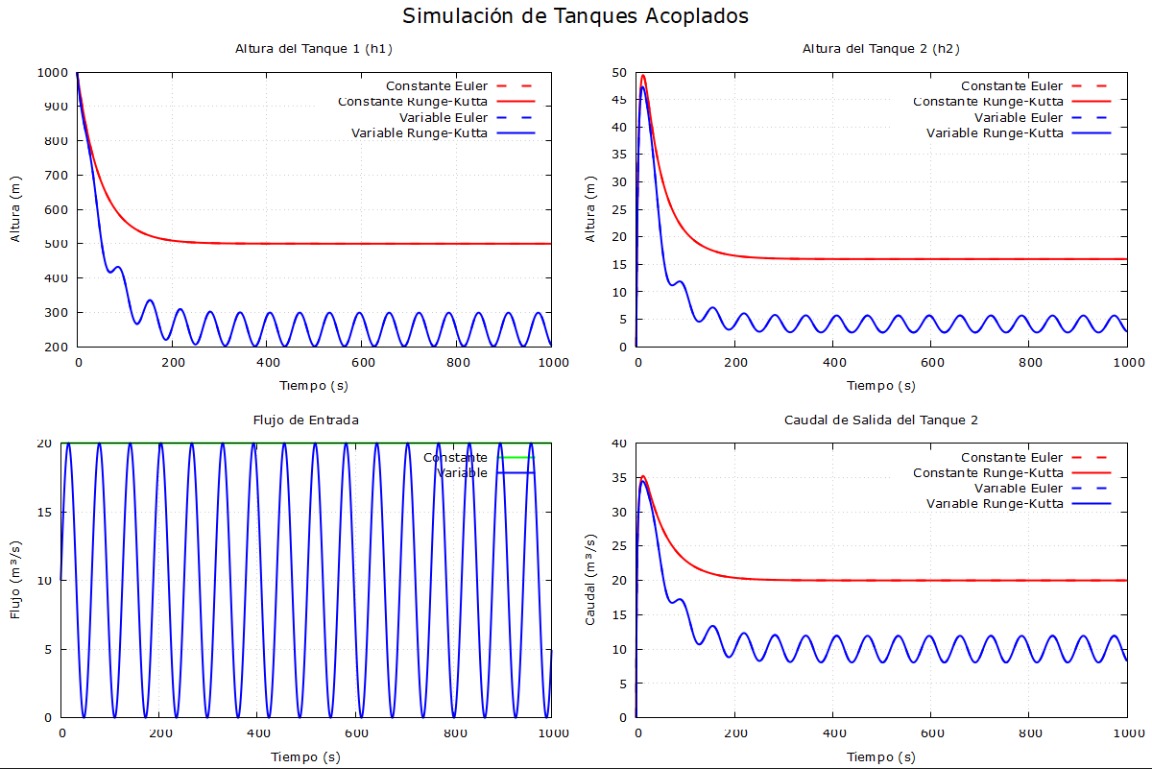 Simulación de Tanques Acoplados
Altura del Tanque 1 (h1)
1000
900
800
700
600
500
400
300
200
Altura (m)
Constante Euler
Constante Runge-Kutta
Variable Euler
Variable Runge-Kutta
0 200 400 600 800 1000
Tiempo (s)
Altura del Tanque 2 (h2)
50
45
40
35
30
25
20
15
10
5
0
Altura (m)
Constante Euler
Constante Runge-Kutta
Variable Euler
Variable Runge-Kutta
0 200 400 600 800 1000
Tiempo (s)
Flujo de Entrada
20
15
10
5
0
Flujo (m³/s)
Constante
Variable
0 200 400 600 800 1000
Tiempo (s)
Caudal de Salida del Tanque 2
40
35
30
25
20
15
10
5
0
Caudal (m³/s)
Constante Euler
Constante Runge-Kutta
Variable Euler
Variable Runge-Kutta
0 200 400 600 800 1000
Tiempo (s)